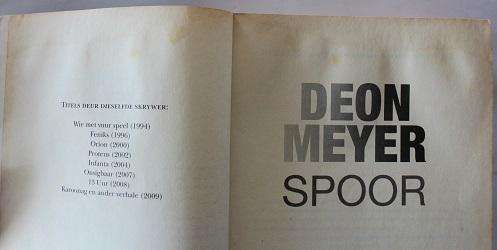 TITELS DEUR DIESELFDE SKRYWER:
Wie met vuur speel (1994)
Feniks (1996)
Orion (2000)
Proteus (2002)
Infanta (2004)
Onsigbaar (2007)
13 Uur (2008)
Karoonag en ander verhale (2009)
DEON
MEYER
SPOOR